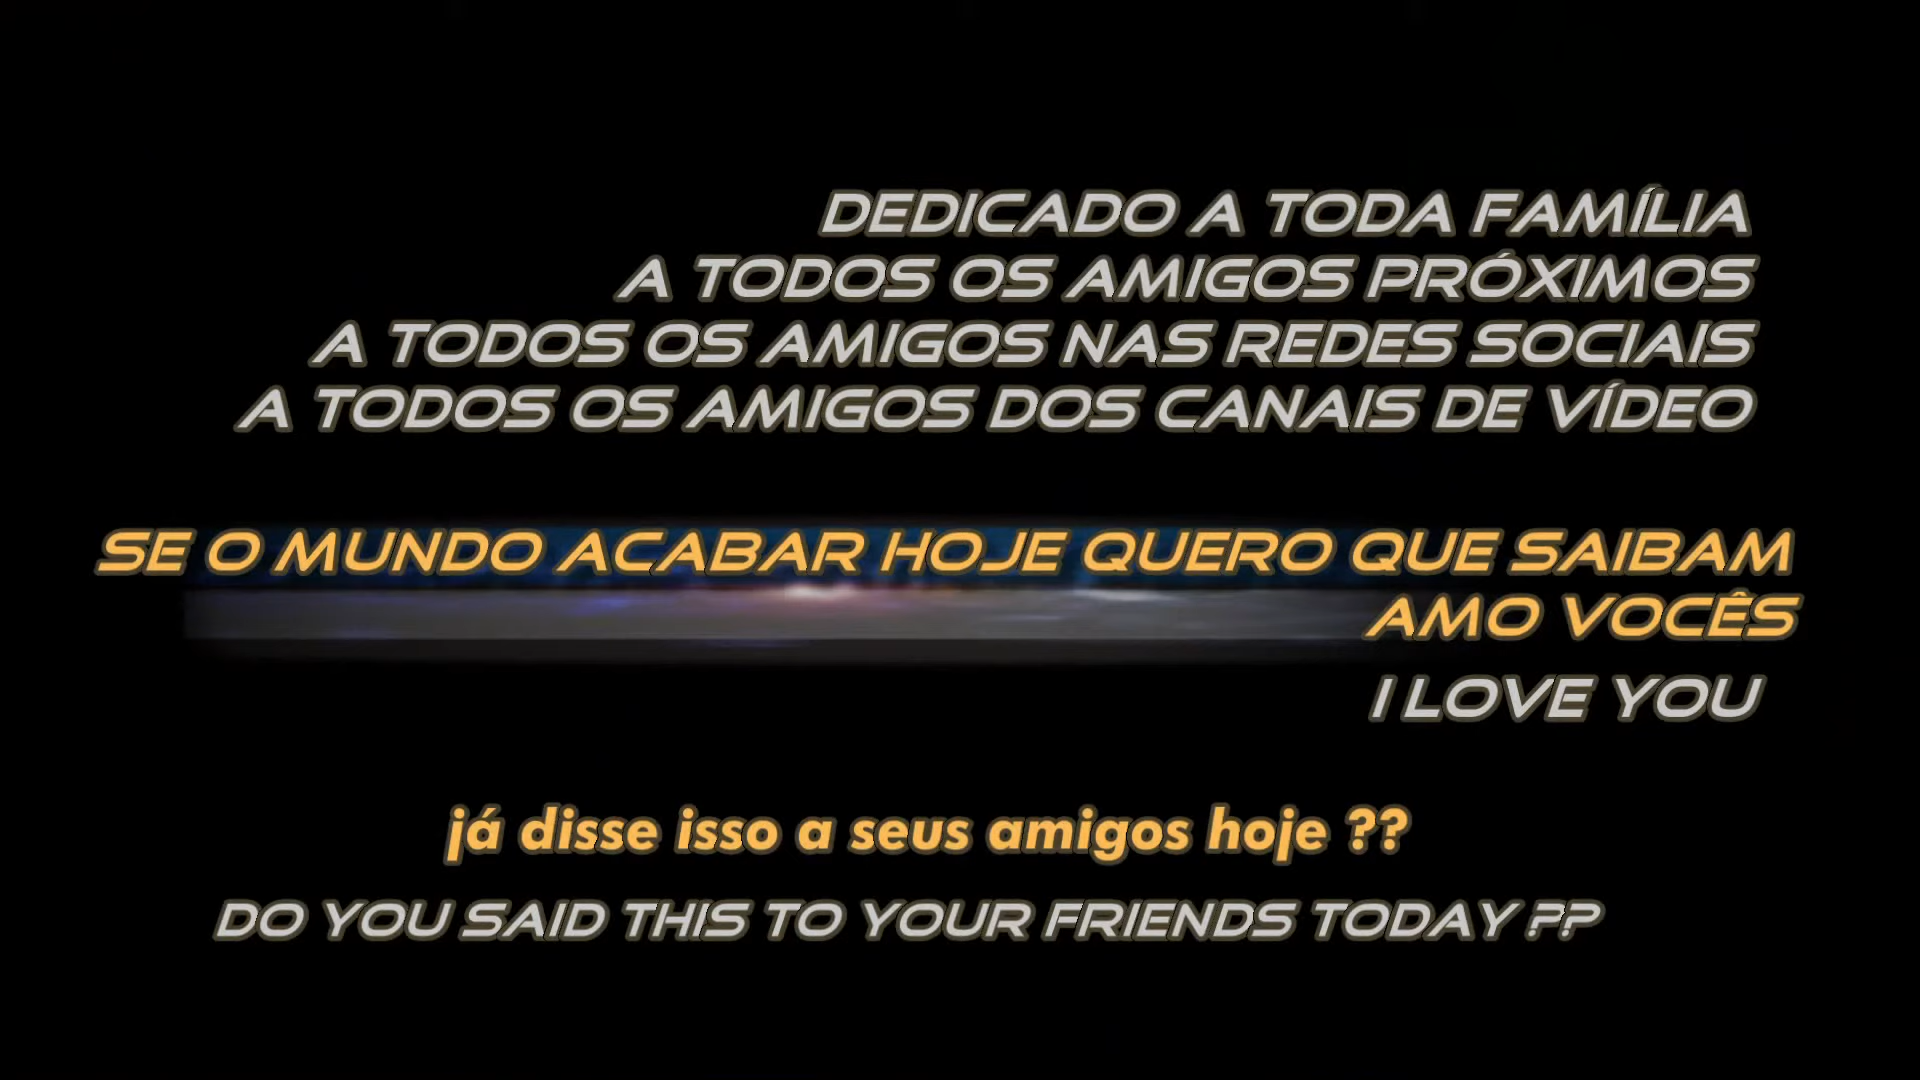 DEDICADO A TODA FAMÍLIA
A TODOS OS AMIGOS PRÓXIMOS
A TODOS OS AMIGOS NAS REDES SOCIAIS
A TODOS OS AMIGOS DOS CANAIS DE VÍDEO
SE O MUNDO ACABAR HOJE QUERO QUE SAIBAM
AMO VOCÊS
I LOVE YOU
já disse isso a seus amigos hoje ??
DO YOU SAID THIS TO YOUR FRIENDS TODAY ??